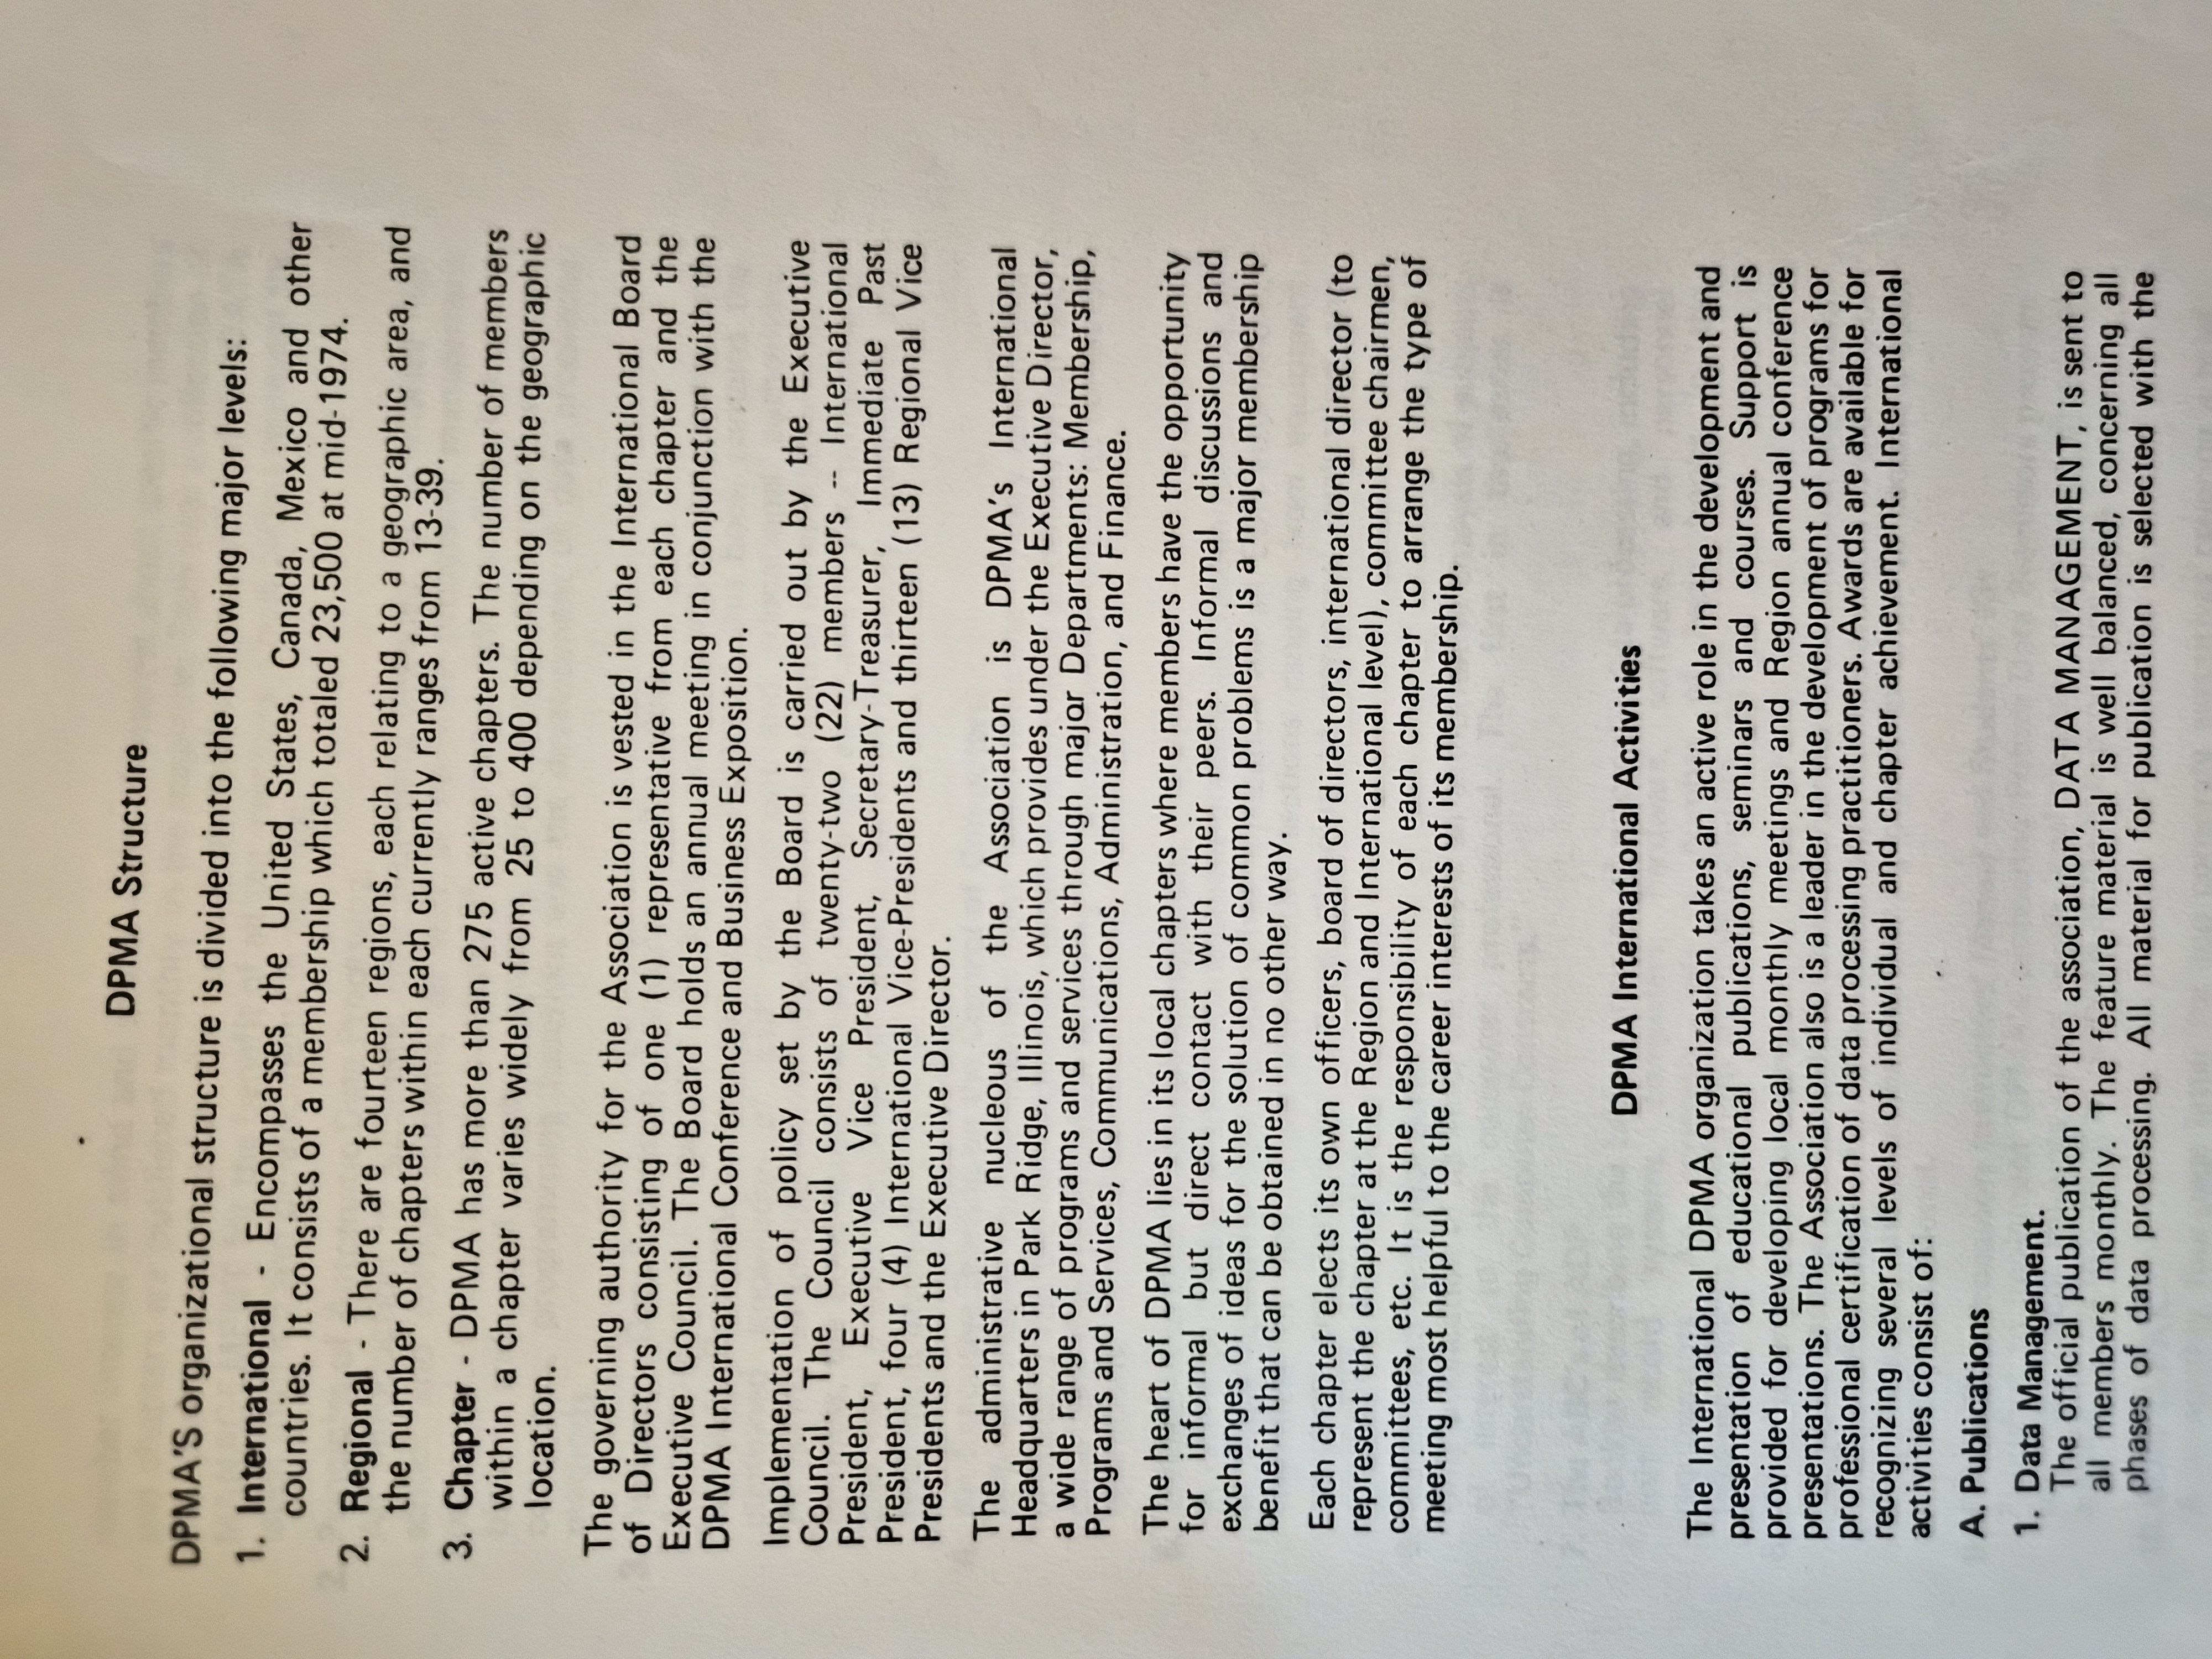 DPMA Structure
DPMA'S organizational structure is divided into the following major levels:
1. International - Encompasses the United States, Canada, Mexico and other
countries. It consists of a membership which totaled 23,500 at mid-1974.
2. Regional - There are fourteen regions, each relating to a geographic area, and
the number of chapters within each currently ranges from 13-39.
3. Chapter - DPMA has more than 275 active chapters. The number of members
within a chapter varies widely from 25 to 400 depending on the geographic
location.
The governing authority for the Association is vested in the International Board
of Directors consisting of one (1) representative from each chapter and the
Executive Council. The Board holds an annual meeting in conjunction with the
DPMA International Conference and Business Exposition.
Implementation of policy set by the Board is carried out by the Executive
Council. The Council consists of twenty-two (22) members -- International
President, Executive Vice President, Secretary-Treasurer, Immediate Past
President, four (4) International Vice-Presidents and thirteen (13) Regional Vice
Presidents and the Executive Director.
The administrative nucleous of the Association is DPMA's International
Headquarters in Park Ridge, Illinois, which provides under the Executive Director,
a wide range of programs and services through major Departments: Membership,
Programs and Services, Communications, Administration, and Finance.
The heart of DPMA lies in its local chapters where members have the opportunity
for informal but direct contact with their peers. Informal discussions and
exchanges of ideas for the solution of common problems is a major membership
benefit that can be obtained in no other way.
Each chapter elects its own officers, board of directors, international director (to
represent the chapter at the Region and International level), committee chairmen,
committees, etc. It is the responsibility of each chapter to arrange the type of
meeting most helpful to the career interests of its membership.
DPMA International Activities
The International DPMA organization takes an active role in the development and
presentation of educational publications, seminars and courses. Support is
provided for developing local monthly meetings and Region annual conference
presentations. The Association also is a leader in the development of programs for
professional certification of data processing practitioners. Awards are available for
recognizing several levels of individual and chapter achievement. International
activities consist of:
A. Publications
1. Data Management.
The official publication of the association, DATA MANAGEMENT, is sent to
all members monthly. The feature material is well balanced, concerning all
phases of data processing. All material for publication is selected with the